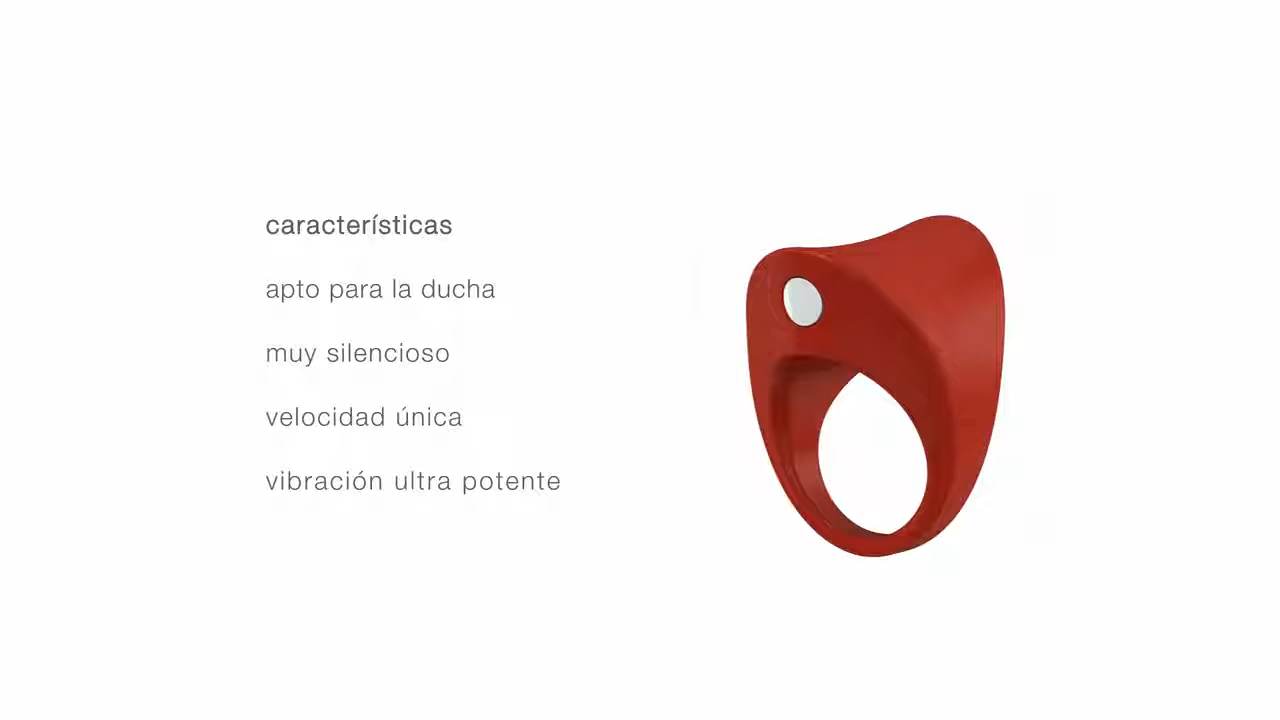 características
apto para la ducha
muy silencioso
velocidad única
vibración ultra potente